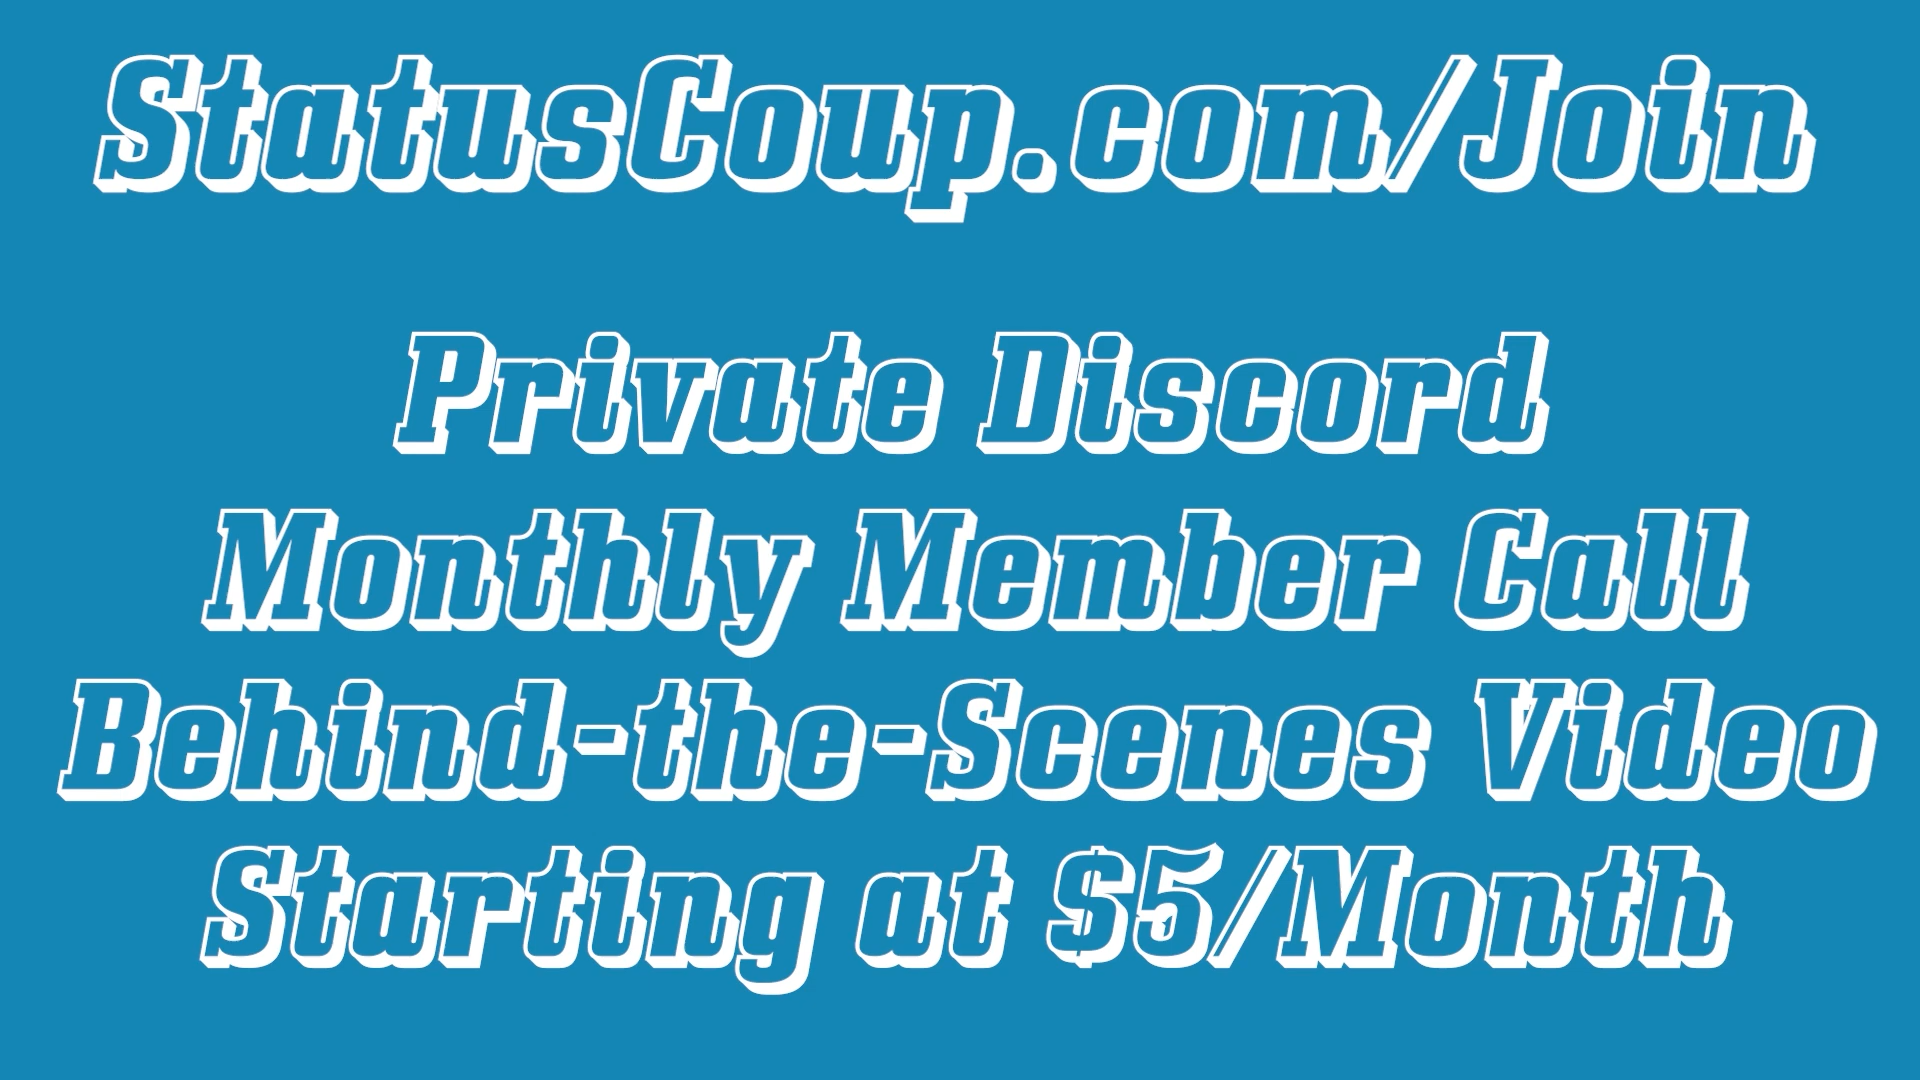 StatusCoup.com/Join
Private Discord
Monthly Member Call
Behind-the-Scenes Video
Starting at $5/Month